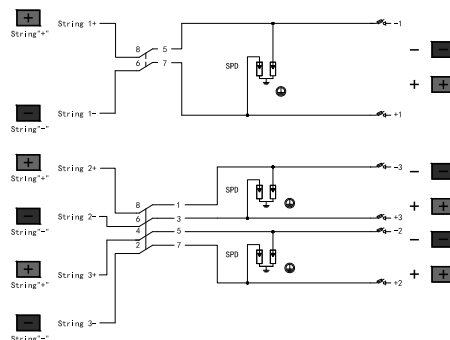 + String 1+ -1
String"+"
8 5
6 7
SPD
- -
+ +
- String 1- +1
String"-"
+ String 2+ -3
String"+"
- -
8 1
SPD
- String 2- 6 3 +3
+ +
String"-"
4 5 -2
- -
2 7
SPD
+ String 3+ +2
+ +
String"+"
- String 3-
String"-"